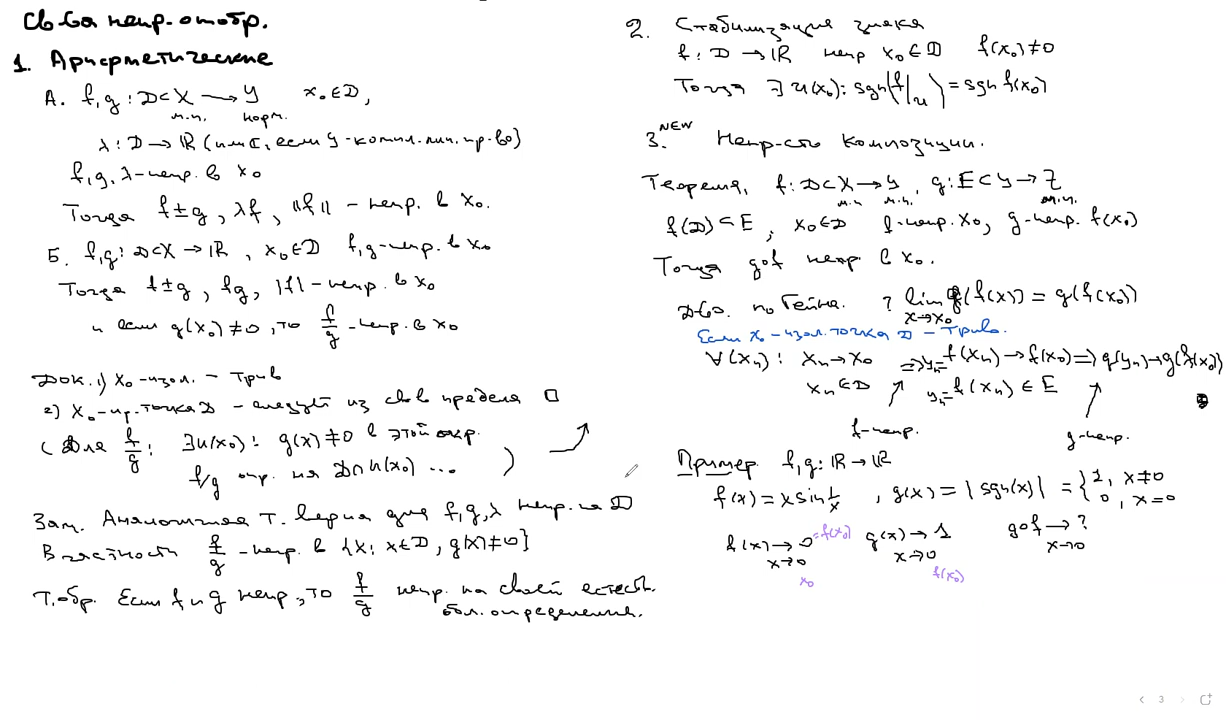 Св-ва непр. отобр.
1. Арифметические
А. f,g : D⊂X → Y x₀∈D,
м.п. норм.
λ: D → ℝ (или ℂ, если Y-компл. лин. пр-во)
f,g,λ-непр. в x₀
Тогда f±g, λf, ‖f‖ - непр. в x₀.
Б. f,g: D⊂X → ℝ, x₀∈D f,g-непр. в x₀
Тогда f±g, fg, |f| - непр. в x₀
и если g(x₀) ≠ 0, то f/g - непр. в x₀
Док. 1) x₀-изол. - Трив
2) x₀-пр. точка D - следует из св-в предела □
(Для f/g: ∃u(x₀): g(x) ≠ 0 в этой окр.
f/g опр. на D∩u(x₀) ... )
Зам. Аналогичная т. верна для f,g,λ непр. на D
В частности f/g - непр. в {x: x∈D, g(x)≠0}
Т.обр. Если f и g непр., то f/g непр. на своей естеств.
обл. определения.
2. Стабилизация знака
f: D → ℝ непр x₀∈D f(x₀)≠0
Тогда ∃ u(x₀): sgn(f|u) = sgn f(x₀)
3. NEW Непр-сть композиции.
Теорема, f: D⊂X → Y, g: E⊂Y → Z
м.п. м.п. м.п.
f(D)⊂E, x₀∈D f-непр. x₀, g-непр. f(x₀)
Тогда g∘f непр в x₀.
Д-во. по Гейне. ? lim g(f(x)) = g(f(x₀))
x→x₀
Если x₀-изол. точка D - Трив.
∀(xₙ): xₙ→x₀ ⇒ yₙ=f(xₙ)→f(x₀) ⇒ g(yₙ)→g(f(x₀))
xₙ∈D yₙ=f(xₙ)∈E
f-непр. g-непр.
Пример f,g: ℝ→ℝ
f(x) = x sin 1/x, g(x) = |sgn(x)| = { 1, x≠0
0, x=0
f(x) → 0 =f(x₀) g(x) → 1 g∘f → ?
x→0 x→0 x→0
x₀ f(x₀)
3